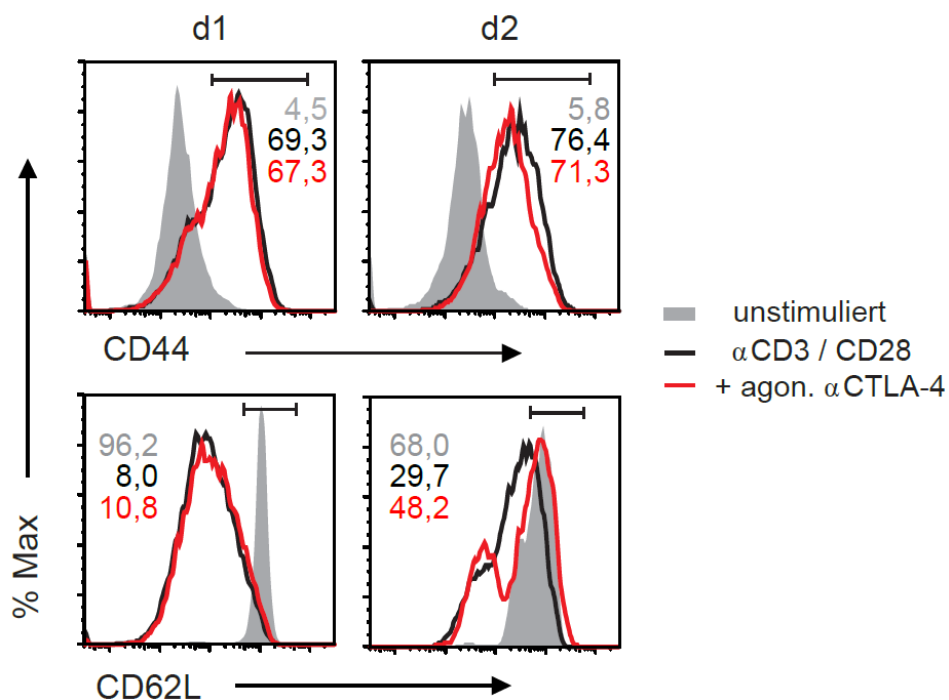 d1
d2
4,5
69,3
67,3
5,8
76,4
71,3
CD44
96,2
8,0
10,8
68,0
29,7
48,2
CD62L
% Max
unstimuliert
αCD3 / CD28
+ agon. αCTLA-4